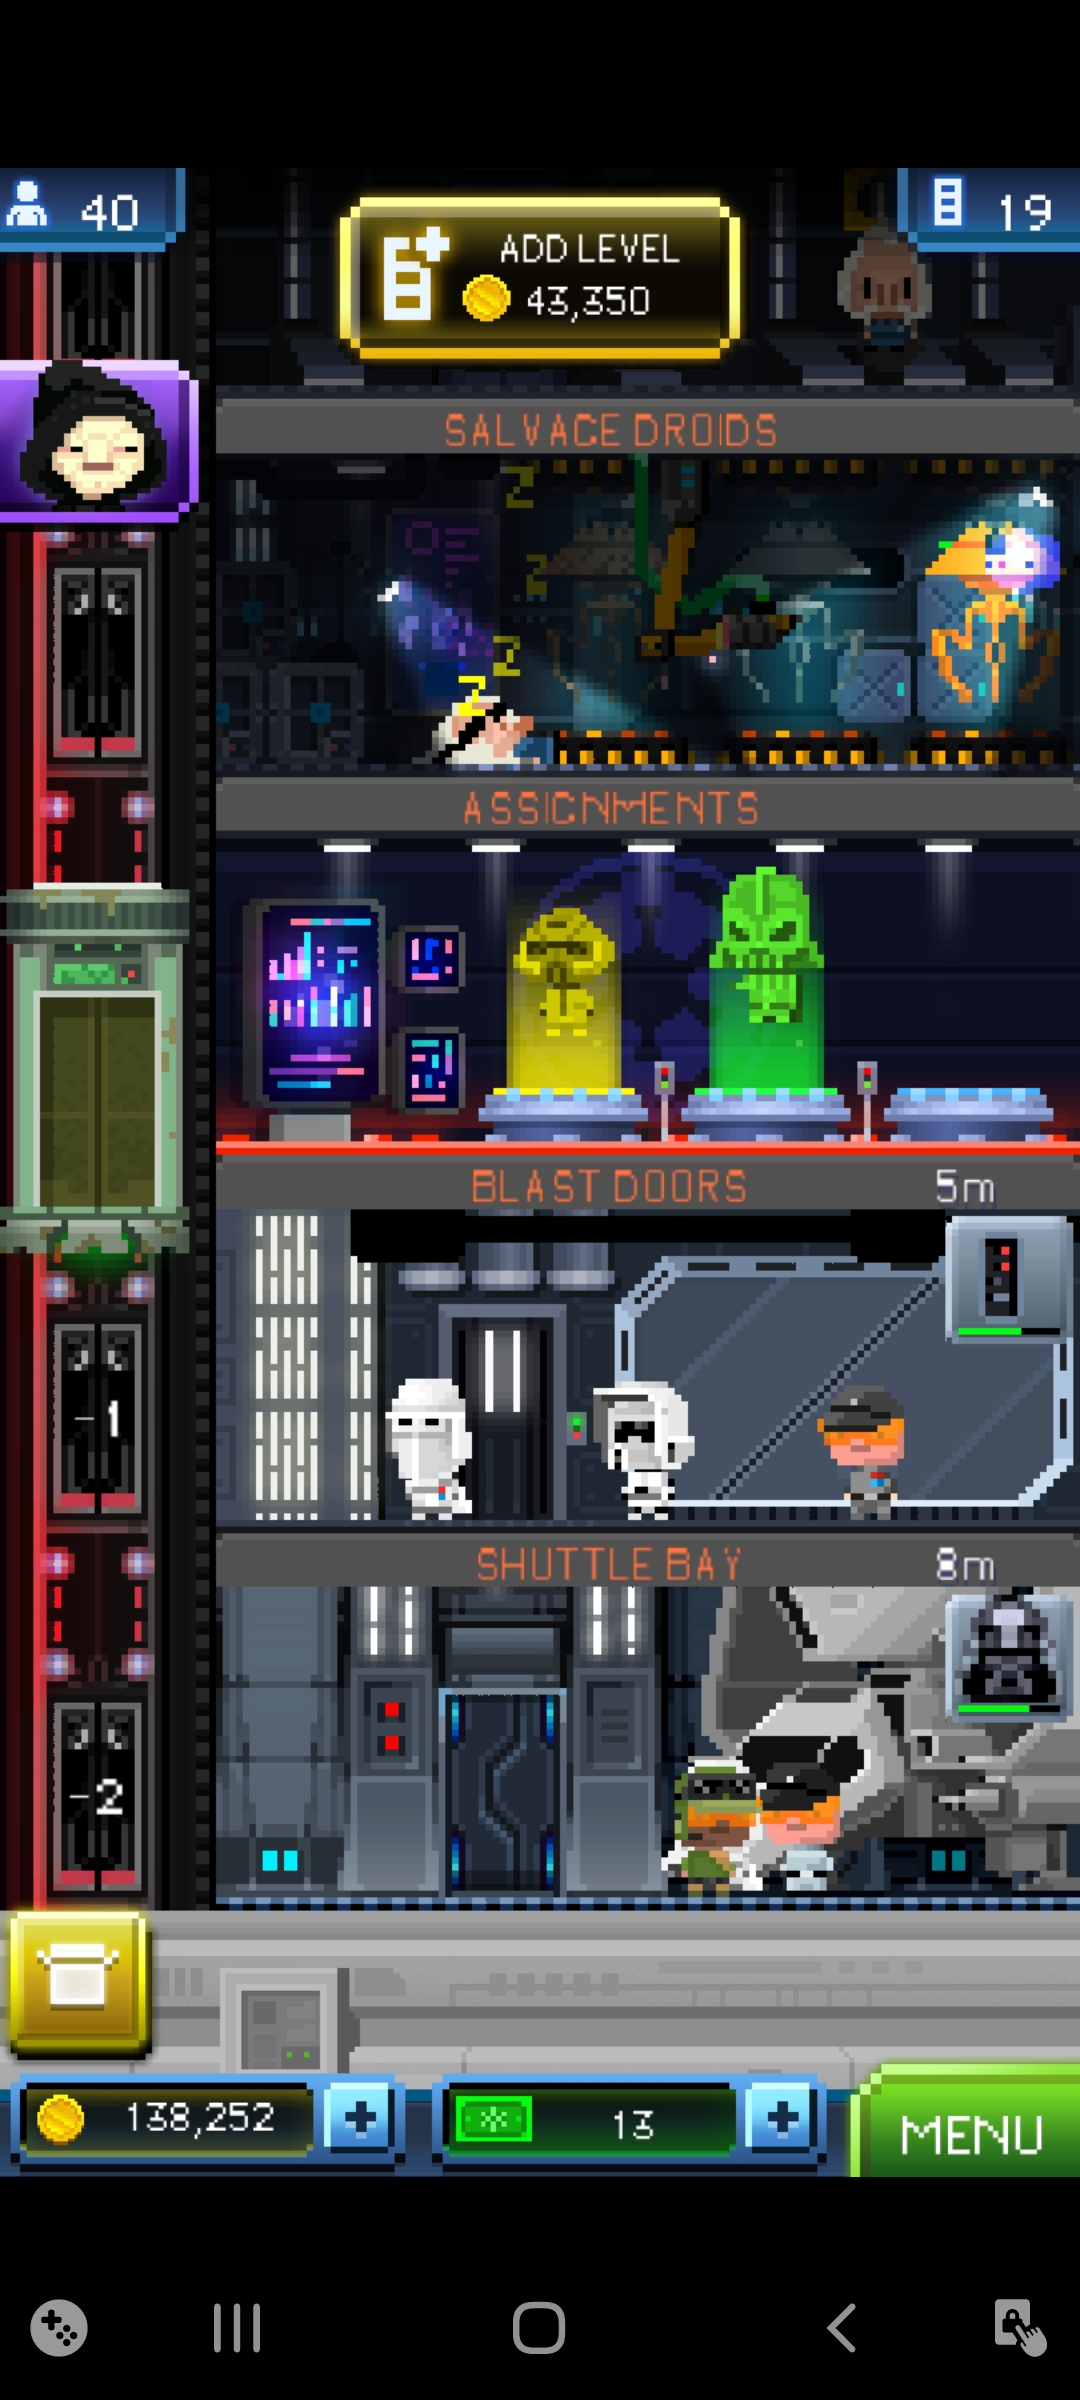 40
ADD LEVEL
43,350
19
SALVAGE DROIDS
Z
Z
Z
Z
ASSIGNMENTS
BLAST DOORS 5m
-1
SHUTTLE BAY 8m
-2
138,252
13
MENU